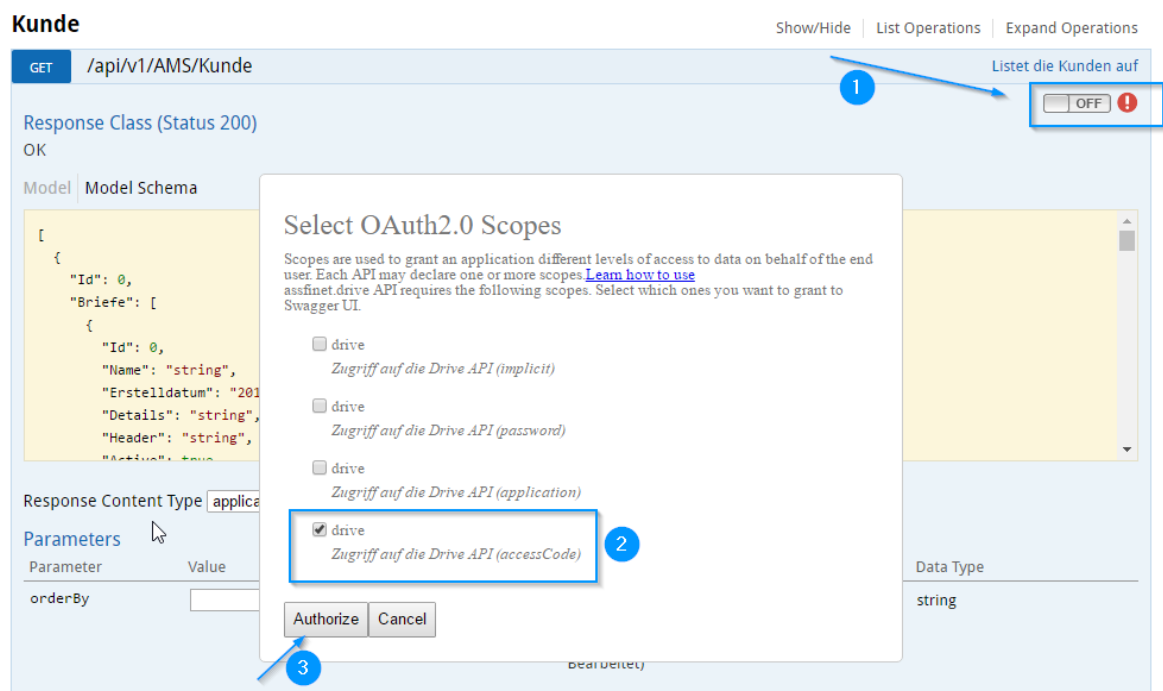 Kunde
Show/Hide List Operations Expand Operations
GET /api/v1/AMS/Kunde Listet die Kunden auf
1
OFF
Response Class (Status 200)
OK
Model Model Schema
[
{
"Id": 0,
"Briefe": [
{
"Id": 0,
"Name": "string",
"Erstelldatum": "201
"Details": "string",
"Header": "string",
"Active": true
Select OAuth2.0 Scopes
Scopes are used to grant an application different levels of access to data on behalf of the end
user. Each API may declare one or more scopes.Learn how to use
assfinet.drive API requires the following scopes. Select which ones you want to grant to
Swagger UI.
drive
Zugriff auf die Drive API (implicit)
drive
Zugriff auf die Drive API (password)
drive
Zugriff auf die Drive API (application)
drive
Zugriff auf die Drive API (accessCode)
2
Authorize Cancel
3
Response Content Type applica
Parameters
Parameter Value Data Type
orderBy string
Bearbeitet)